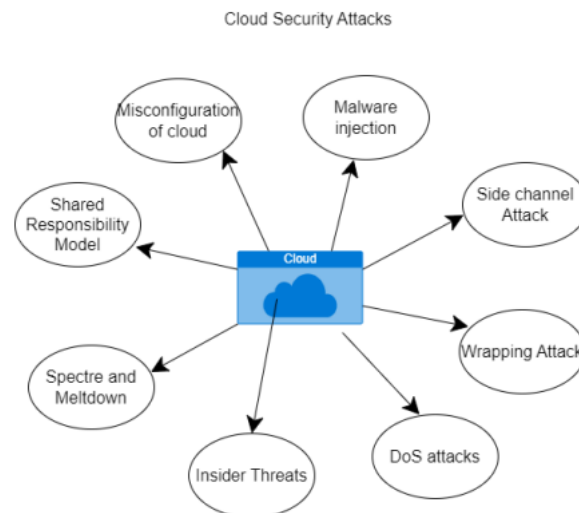 Cloud Security Attacks
Misconfiguration
of cloud
Malware
injection
Shared
Responsibility
Model
Side channel
Attack
Cloud
Wrapping Attack
Spectre and
Meltdown
Insider Threats
DoS attacks